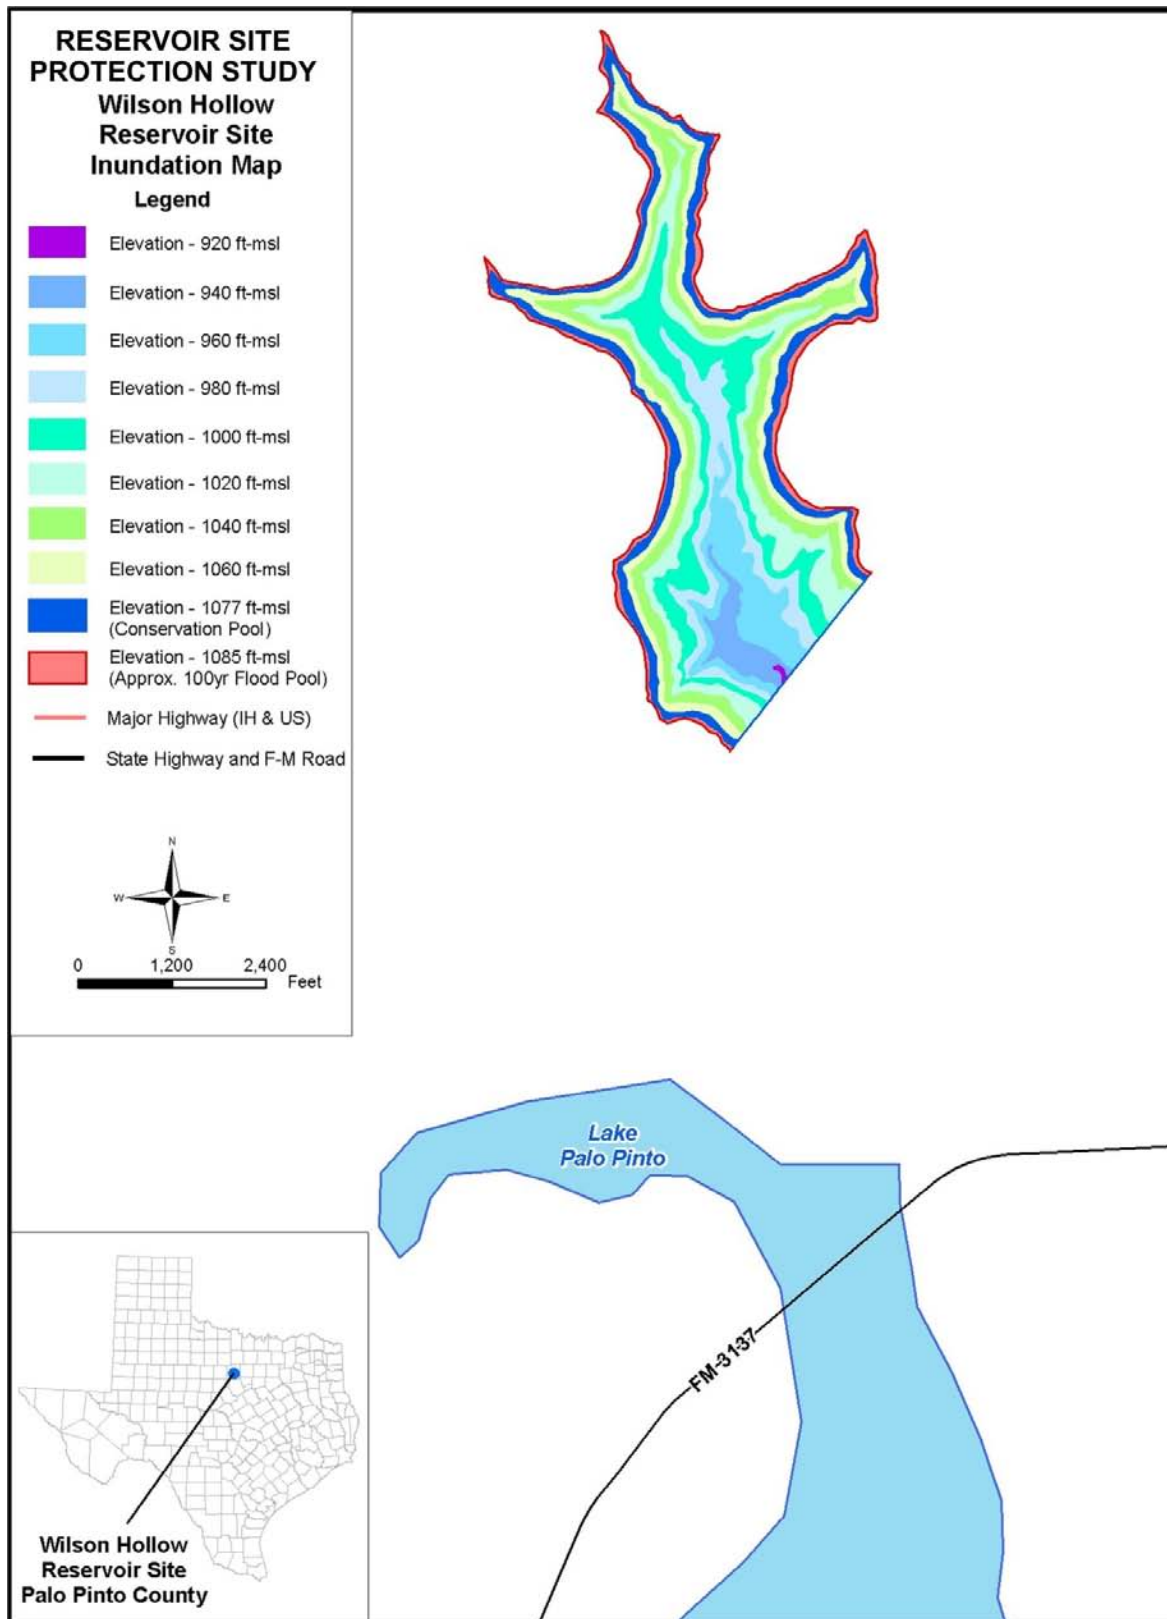 RESERVOIR SITE
PROTECTION STUDY
Wilson Hollow
Reservoir Site
Inundation Map
Legend
Elevation - 920 ft-msl
Elevation - 940 ft-msl
Elevation - 960 ft-msl
Elevation - 980 ft-msl
Elevation - 1000 ft-msl
Elevation - 1020 ft-msl
Elevation - 1040 ft-msl
Elevation - 1060 ft-msl
Elevation - 1077 ft-msl
(Conservation Pool)
Elevation - 1085 ft-msl
(Approx. 100yr Flood Pool)
Major Highway (IH & US)
State Highway and F-M Road
N
W E
S
0 1,200 2,400
Feet
Lake
Palo Pinto
FM-3137
Wilson Hollow
Reservoir Site
Palo Pinto County